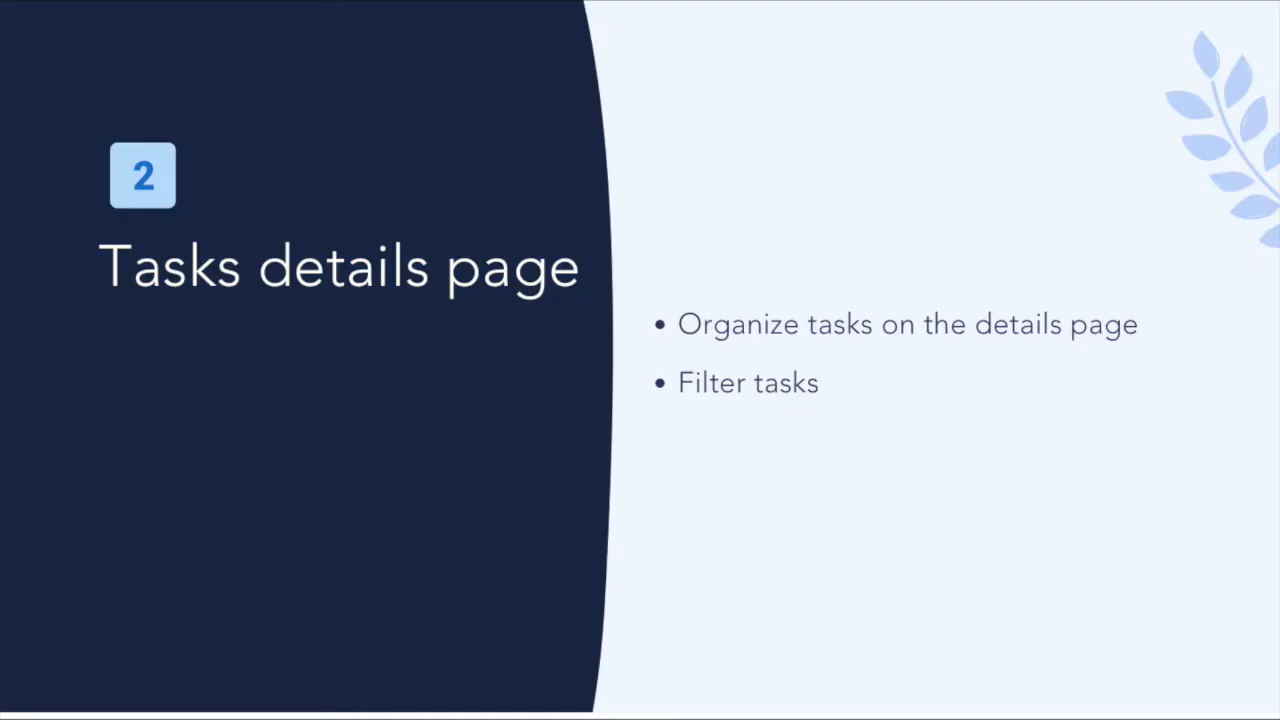 2
Tasks details page
• Organize tasks on the details page
• Filter tasks